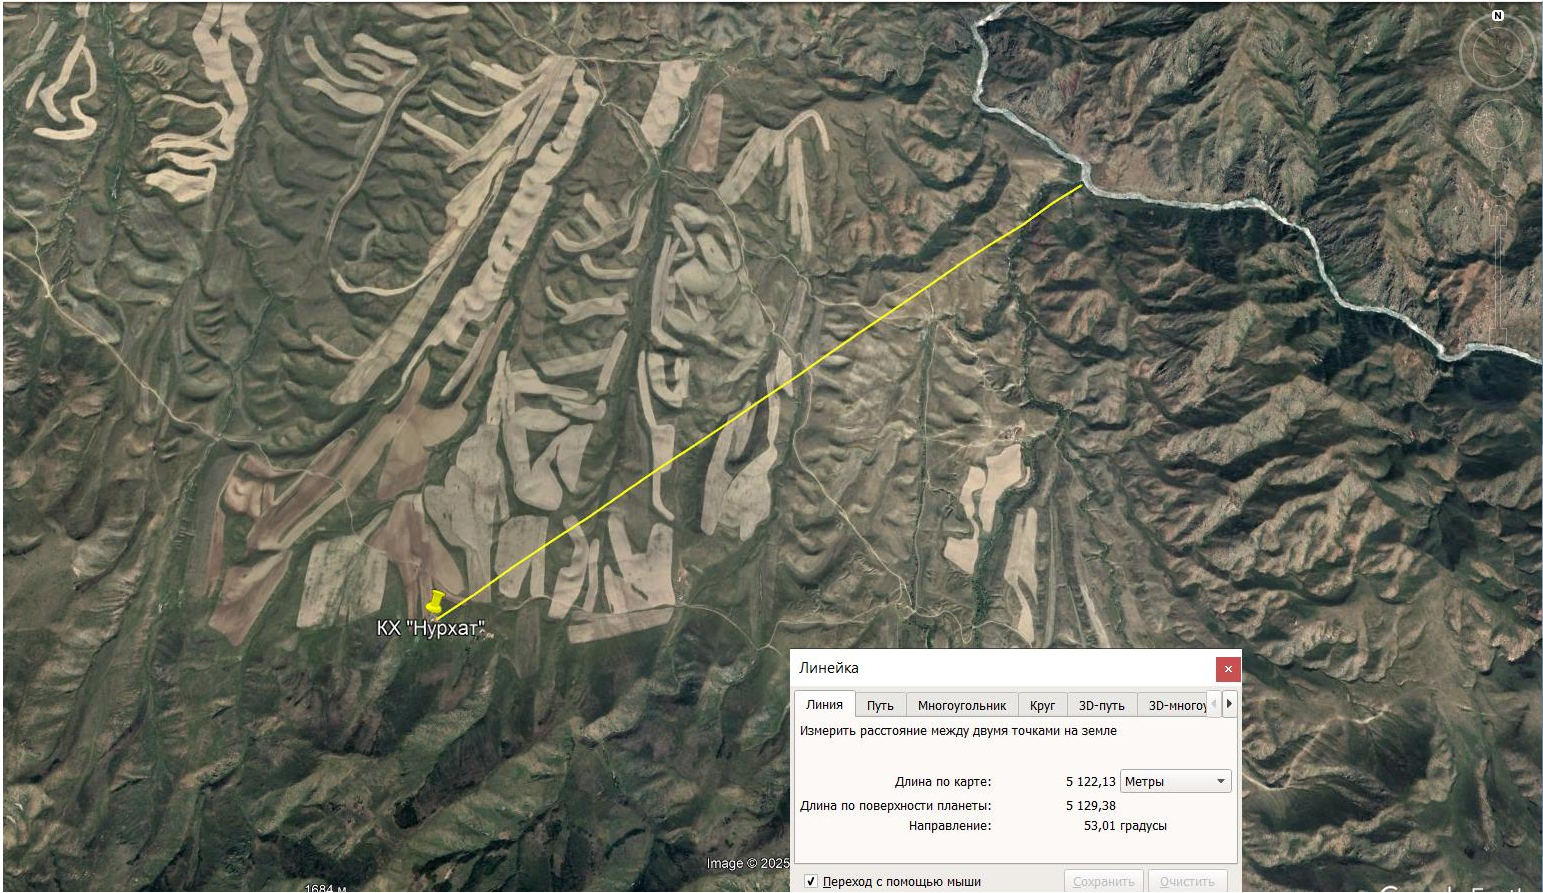 N
КХ "Нурхат"
Линейка
Линия Путь Многоугольник Круг 3D-путь 3D-многоу
Измерить расстояние между двумя точками на земле
Длина по карте: 5 122,13 Метры
Длина по поверхности планеты: 5 129,38
Направление: 53,01 градусы
Image © 2025
Переход с помощью мыши Сохранить Очистить
1684 м